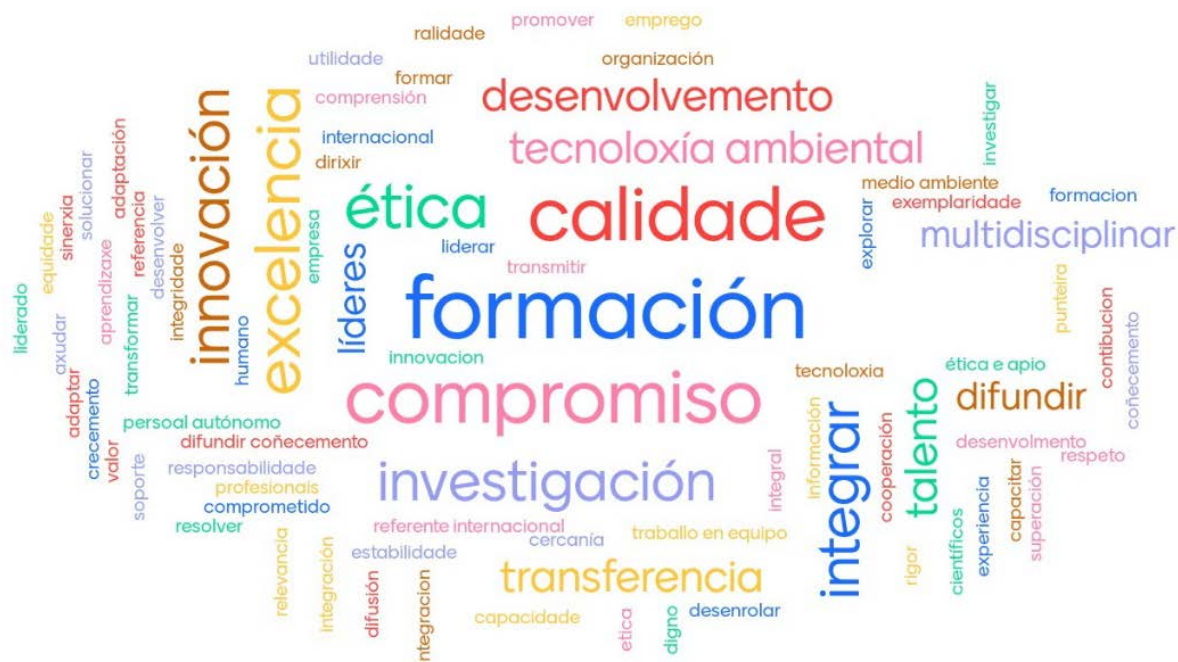 promover
emprego
ralidade
utilidade
organización
formar
comprensión
desenvolvemento
internacional
dirixir
tecnoloxía ambiental
investigar
innovación
excelencia
adaptación
solucionar
sinerxia
equidade
referencia
desenvolver
aprendizaxe
integridade
empresa
ética
calidade
medio ambiente
exemplaridade
formacion
explorar
multidisciplinar
liderar
líderes
transmitir
formación
liderado
axudar
transformar
humano
punteira
contibucion
coñecemento
innovacion
compromiso
tecnoloxia
ética e apio
adaptar
crecemento
valor
persoal autónomo
difundir coñecemento
difundir
talento
integrar
información
cooperación
desenvolmento
respeto
soporte
responsabilidade
profesionais
comprometido
resolver
investigación
integral
capacitar
superación
experiencia
científicos
rigor
referente internacional
cercanía
traballo en equipo
estabilidade
relevancia
integración
difusión
ntegracion
transferencia
capacidade
etica
digno
desenrolar